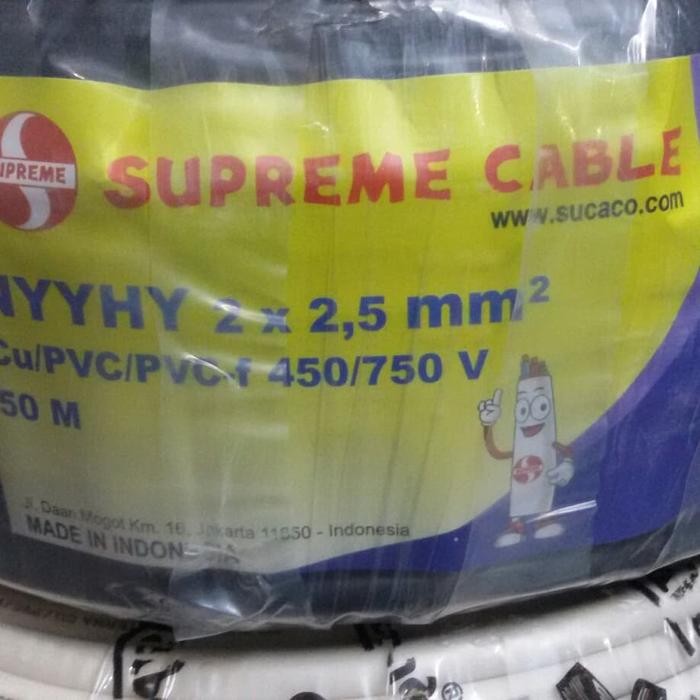 UPREME SUPREME CABLE
www.sucaco.com
NYYHY 2 x 2,5 mm²
Cu/PVC/PVC-f 450/750 V
50 M
Jl. Daan Mogot Km. 16, Jakarta 11850 - Indonesia
MADE IN INDONESIA